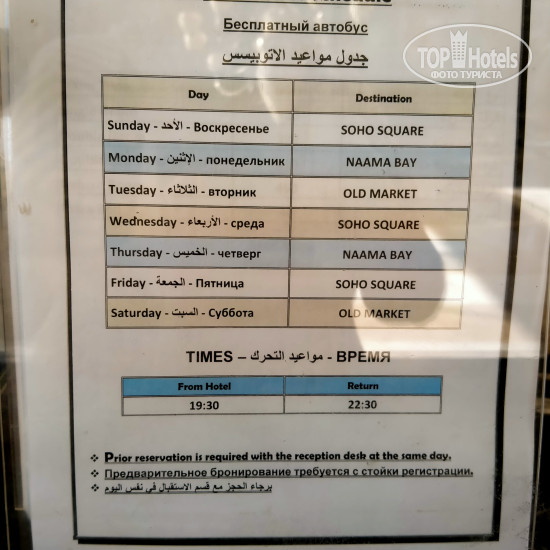 Бесплатный автобус
جدول مواعيد الاتوبيسس
TOP Hotels
ФОТО ТУРИСТА
Day Destination
Sunday - الأحد - Воскресенье SOHO SQUARE
Monday - الإثنين - понедельник NAAMA BAY
Tuesday - الثلاثاء - вторник OLD MARKET
Wednesday - الأربعاء - среда SOHO SQUARE
Thursday - الخميس - четверг NAAMA BAY
Friday - الجمعة - Пятница SOHO SQUARE
Saturday - السبت - Суббота OLD MARKET
TIMES – مواعيد التحرك - ВРЕМЯ
From Hotel Return
19:30 22:30
❖ Prior reservation is required with the reception desk at the same day.
❖ Предварительное бронирование требуется с стойки регистрации.
❖ برجاء الحجز مع قسم الاستقبال في نفس اليوم